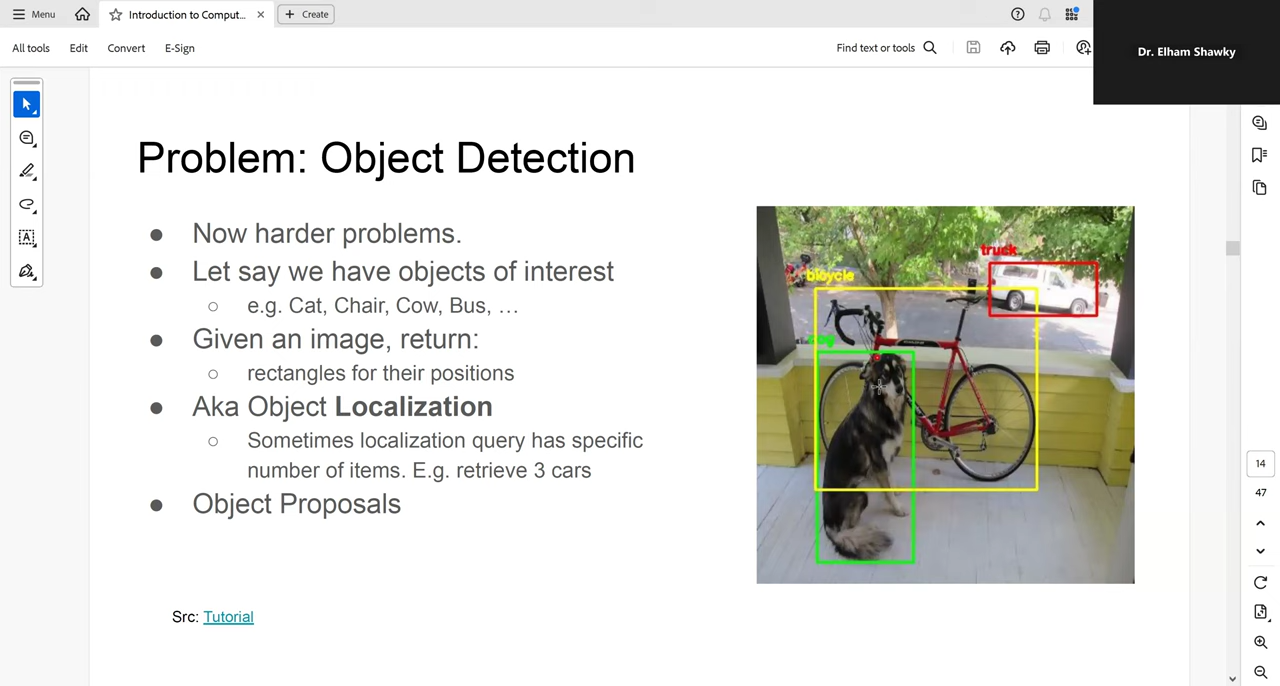 Menu
Introduction to Comput...
Create
Dr. Elham Shawky
All tools
Edit
Convert
E-Sign
Find text or tools
Problem: Object Detection
● Now harder problems.
● Let say we have objects of interest
○ e.g. Cat, Chair, Cow, Bus, …
● Given an image, return:
○ rectangles for their positions
● Aka Object Localization
○ Sometimes localization query has specific
number of items. E.g. retrieve 3 cars
● Object Proposals
Src: Tutorial
truck
bicycle
dog
14
47